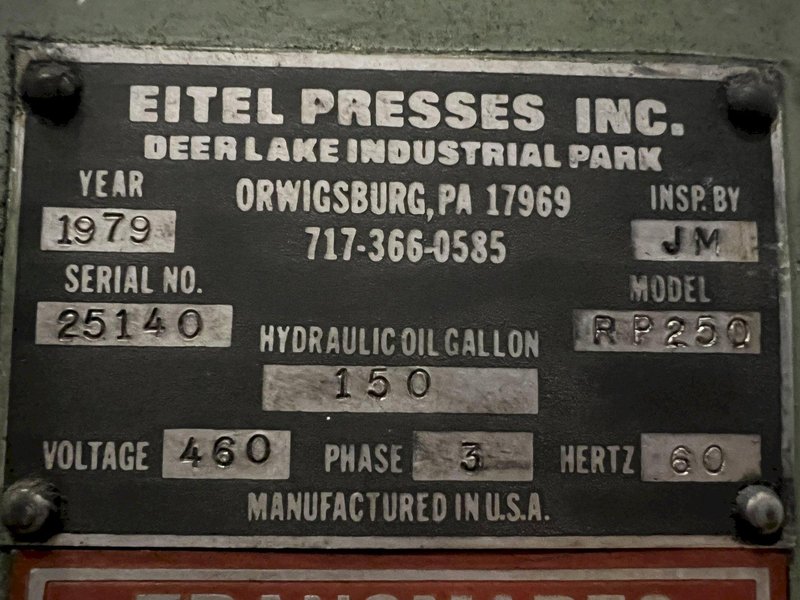 EITEL PRESSES INC.
DEER LAKE INDUSTRIAL PARK
YEAR
ORWIGSBURG, PA 17969
INSP. BY
1979
717-366-0585
JM
SERIAL NO.
MODEL
25140
RP250
HYDRAULIC OIL GALLON
150
VOLTAGE 460 PHASE 3 HERTZ 60
MANUFACTURED IN U.S.A.